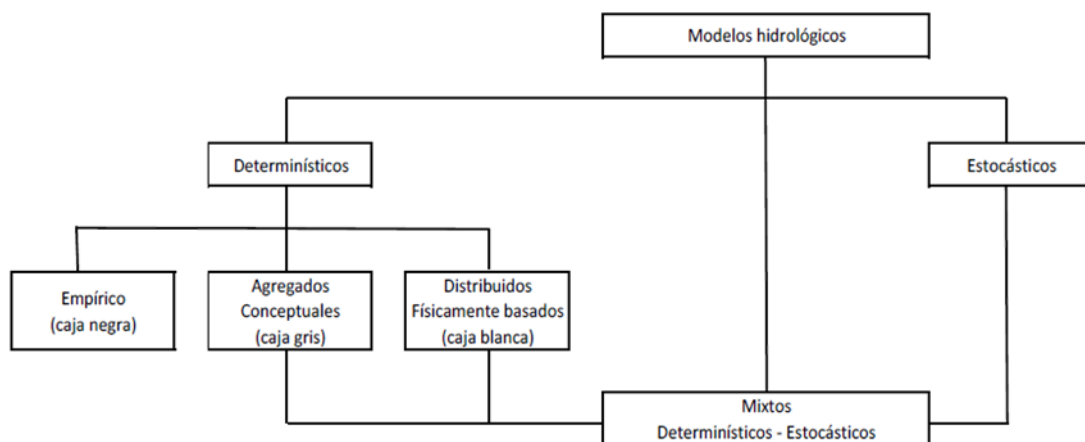 Modelos hidrológicos
Determinísticos
Estocásticos
Empírico
(caja negra)
Agregados
Conceptuales
(caja gris)
Distribuidos
Físicamente basados
(caja blanca)
Mixtos
Determinísticos - Estocásticos